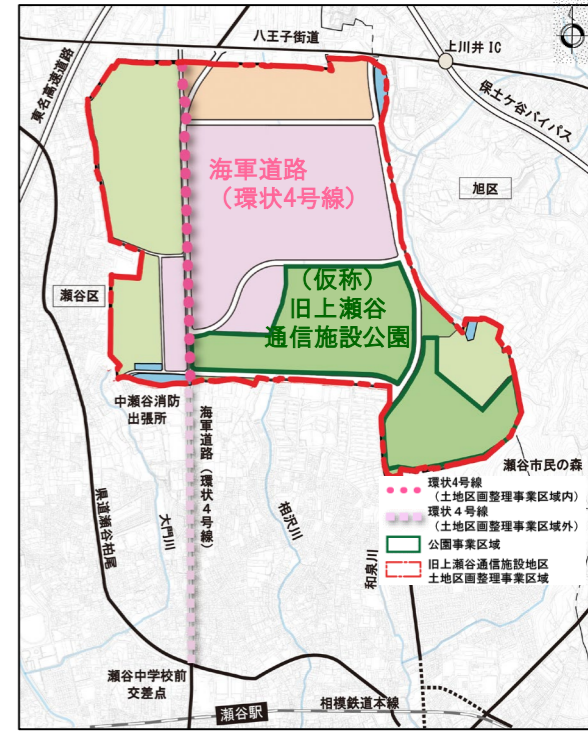 八王子街道
上川井 IC
東名高速道路
保土ケ谷バイパス
海軍道路
（環状4号線）
旭区
（仮称）
旧上瀬谷
通信施設公園
瀬谷区
中瀬谷消防
出張所
海軍道路（環状４号線）
瀬谷市民の森
県道瀬谷柏尾
大門川
相沢川
和泉川
環状4号線
（土地区画整理事業区域内）
環状４号線
（土地区画整理事業区域外）
公園事業区域
旧上瀬谷通信施設地区
土地区画整理事業区域
瀬谷中学校前
交差点
瀬谷駅
相模鉄道本線